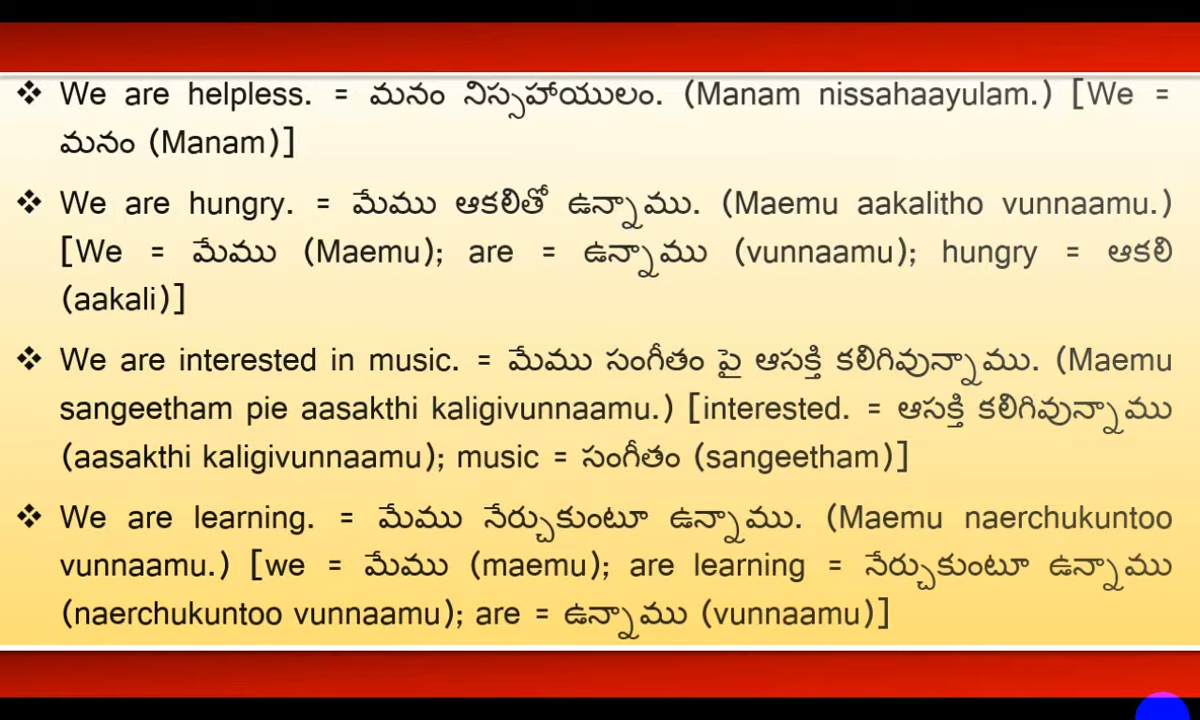 ❖ We are helpless. = మనం నిస్సహాయులం. (Manam nissahaayulam.) [We =
మనం (Manam)]
❖ We are hungry. = మేము ఆకలితో ఉన్నాము. (Maemu aakalitho vunnaamu.)
[We = మేము (Maemu); are = ఉన్నాము (vunnaamu); hungry = ఆకలి
(aakali)]
❖ We are interested in music. = మేము సంగీతం పై ఆసక్తి కలిగివున్నాము. (Maemu
sangeetham pie aasakthi kaligivunnaamu.) [interested. = ఆసక్తి కలిగివున్నాము
(aasakthi kaligivunnaamu); music = సంగీతం (sangeetham)]
❖ We are learning. = మేము నేర్చుకుంటూ ఉన్నాము. (Maemu naerchukuntoo
vunnaamu.) [we = మేము (maemu); are learning = నేర్చుకుంటూ ఉన్నాము
(naerchukuntoo vunnaamu); are = ఉన్నాము (vunnaamu)]